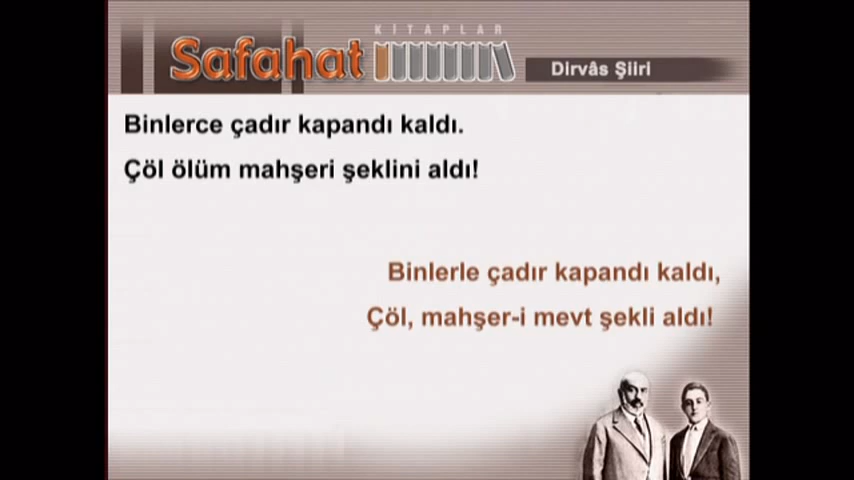 KİTAPLAR
Safahat
Dirvâs Şiiri
Binlerce çadır kapandı kaldı.
Çöl ölüm mahşeri şeklini aldı!
Binlerle çadır kapandı kaldı,
Çöl, mahşer-i mevt şekli aldı!